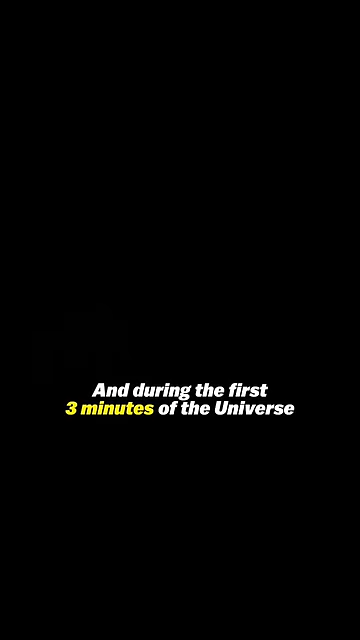 And during the first
3 minutes of the Universe